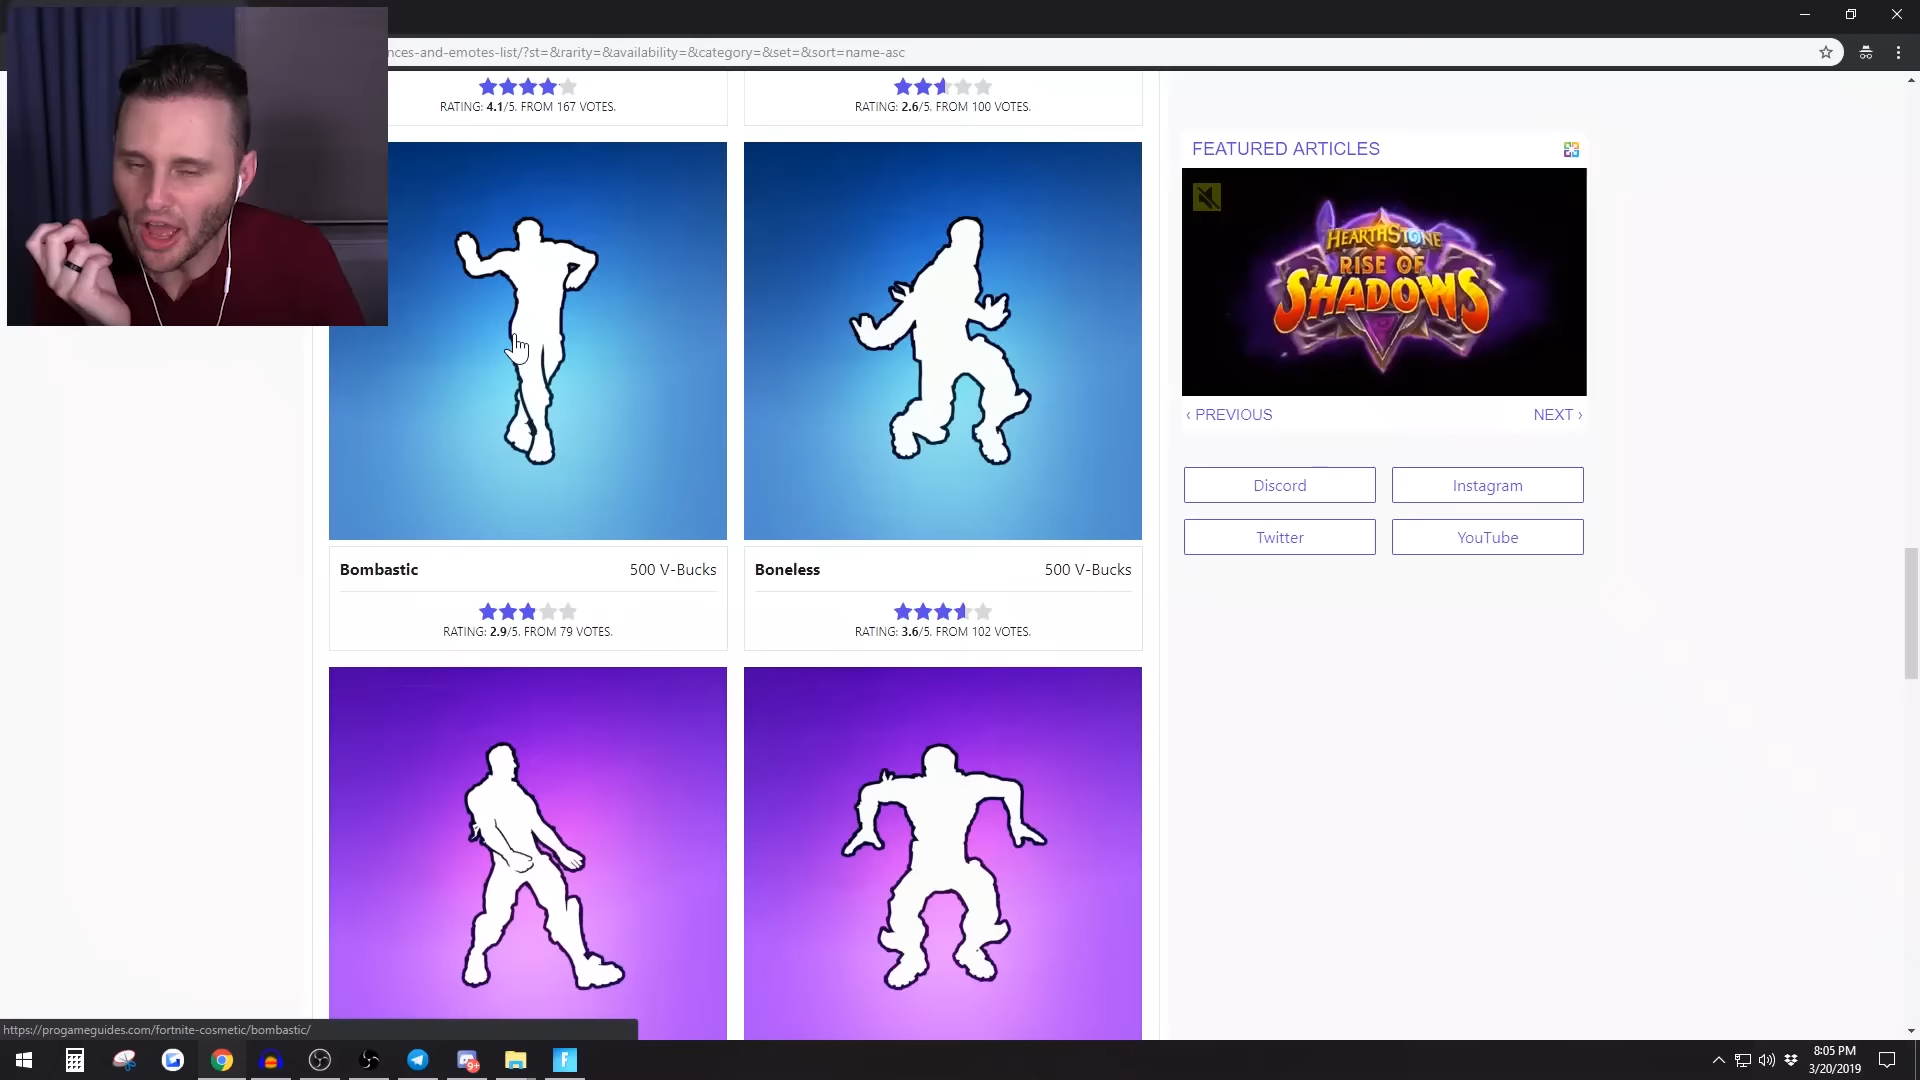 nces-and-emotes-list/?st=&rarity=&availability=&category=&set=&sort=name-asc
RATING: 4.1/5. FROM 167 VOTES.
RATING: 2.6/5. FROM 100 VOTES.
FEATURED ARTICLES
HEARTHSTONE
RISE OF
SHADOWS
‹ PREVIOUS
NEXT ›
Discord
Instagram
Twitter
YouTube
Bombastic
500 V-Bucks
RATING: 2.9/5. FROM 79 VOTES.
Boneless
500 V-Bucks
RATING: 3.6/5. FROM 102 VOTES.
https://progameguides.com/fortnite-cosmetic/bombastic/
9+
F
8:05 PM
3/20/2019